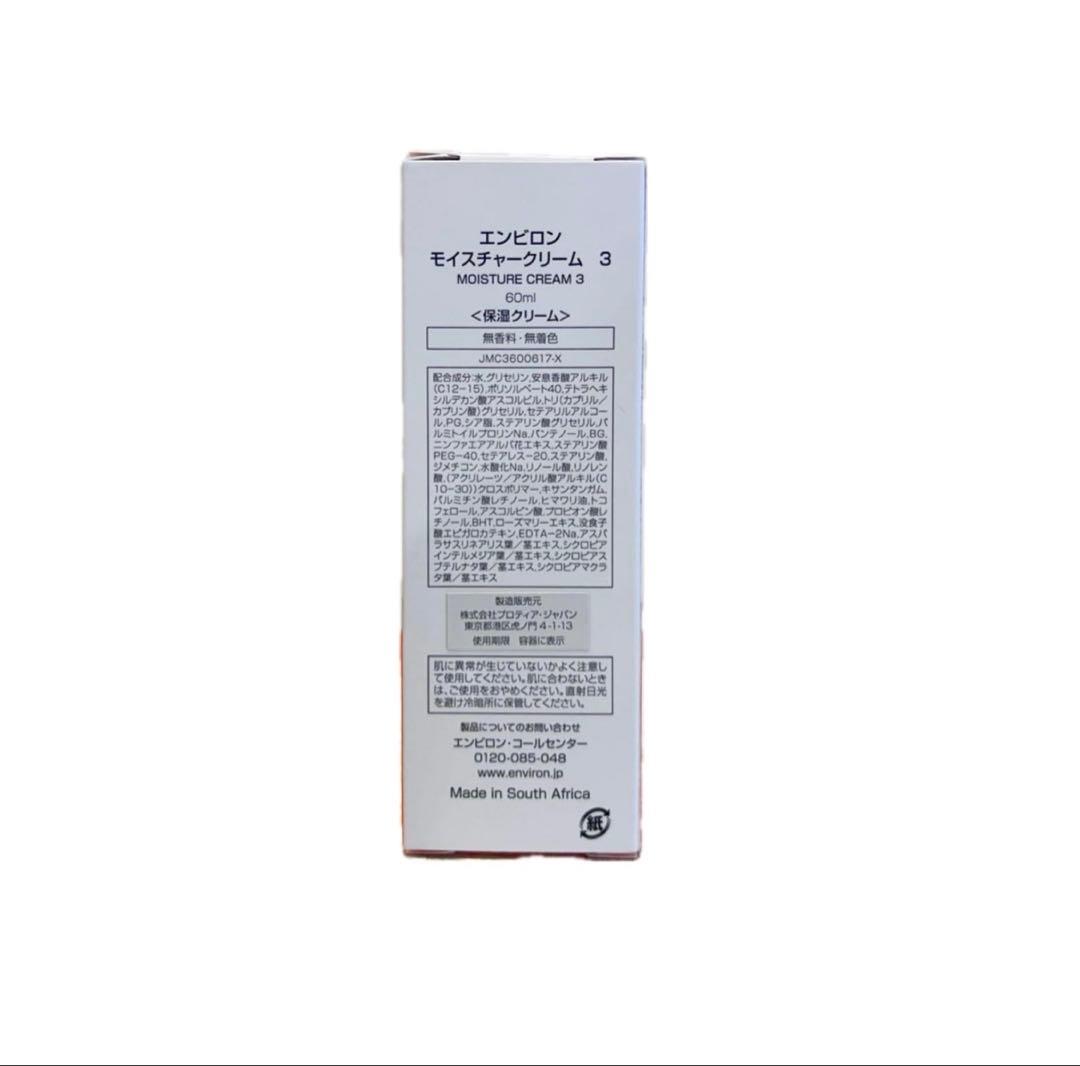 エンビロン
モイスチャークリーム 3
MOISTURE CREAM 3
60ml
<保湿クリーム>
無香料・無着色
JMC3600617-X
配合成分:水,グリセリン,安息香酸アルキル
(C12-15),ポリソルベート40,テトラヘキ
シルデカン酸アスコルビル,トリ(カプリル/
カプリン酸)グリセリル,セテアリルアルコー
ル,PG,シア脂,ステアリン酸グリセリル,パ
ルミトイルプロリンNa,パンテノール,BG,
ニンファエアアルバ花エキス,ステアリン酸
PEG-40,セテアレス-20,ステアリン酸,
ジメチコン,水酸化Na,リノール酸,リノレン
酸,(アクリレーツ/アクリル酸アルキル(C
10-30))クロスポリマー,キサンタンガム,
パルミチン酸レチノール,ヒマワリ油,トコ
フェロール,アスコルビン酸,プロピオン酸レ
チノール,BHT,ローズマリーエキス,没食子
酸エピガロカテキン,EDTA-2Na,アスパ
ラサスリネアリス葉/茎エキス,シクロピア
インテルメジア葉/茎エキス,シクロピアス
ブテルナタ葉/茎エキス,シクロピアマクラ
タ葉/茎エキス
製造販売元
株式会社プロティア・ジャパン
東京都港区虎ノ門 4-1-13
使用期限 容器に表示
肌に異常が生じていないかよく注意し
て使用してください。肌に合わないとき
は、ご使用をおやめください。直射日光
を避け冷暗所に保管してください。
製品についてのお問い合わせ
エンビロン・コールセンター
0120-085-048
www.environ.jp
Made in South Africa
紙